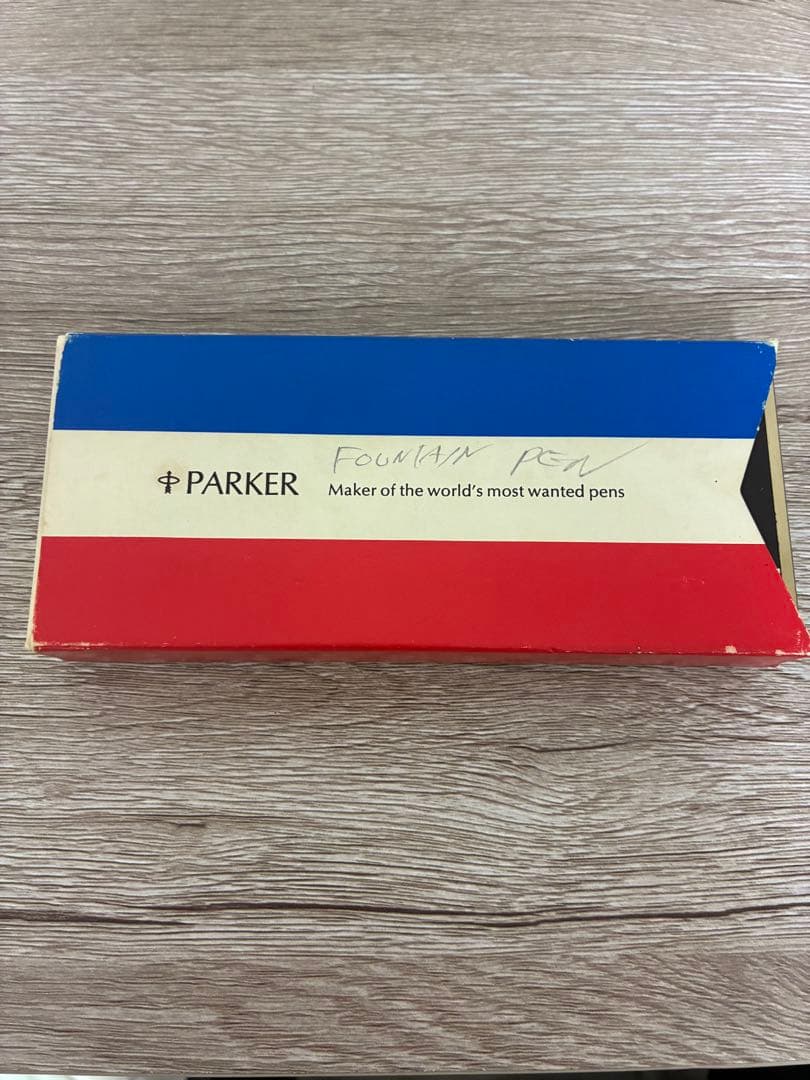 FOUNTAIN PEN
PARKER
Maker of the world's most wanted pens